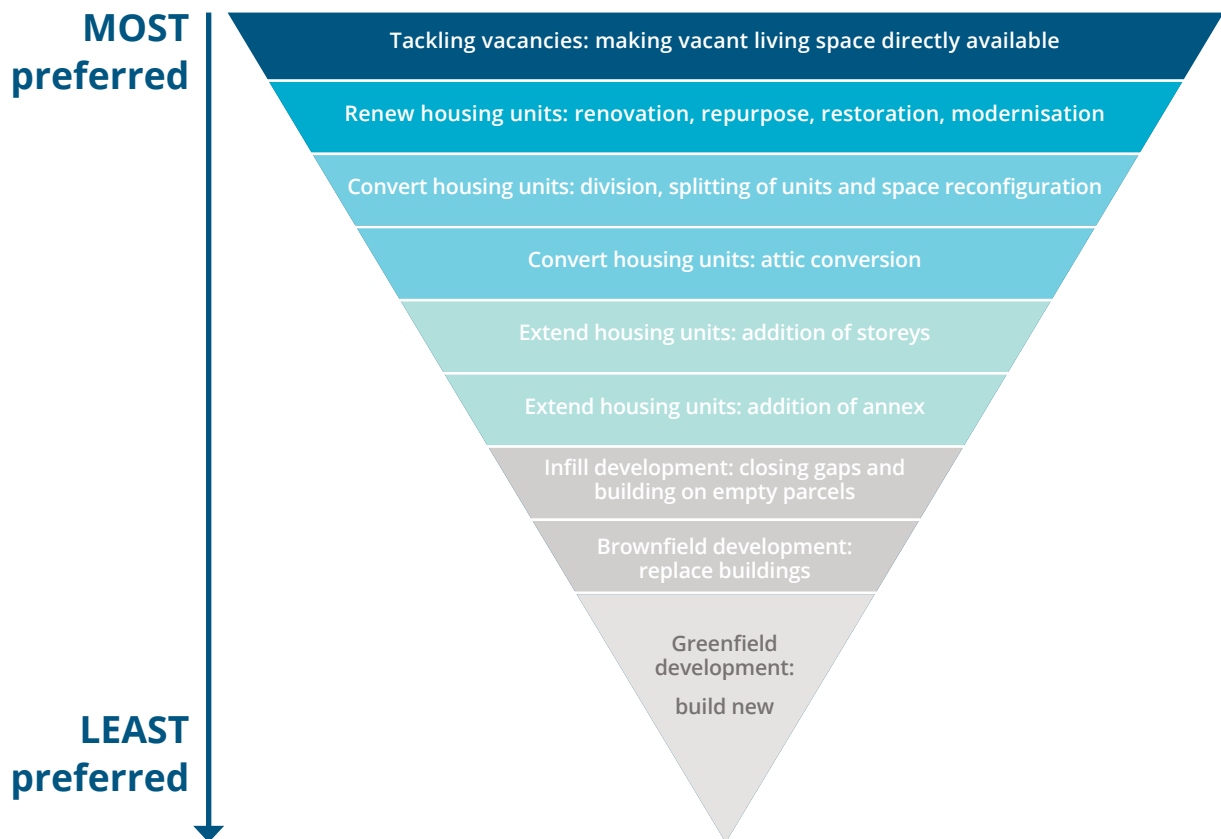 MOST
preferred
Tackling vacancies: making vacant living space directly available
Renew housing units: renovation, repurpose, restoration, modernisation
Convert housing units: division, splitting of units and space reconfiguration
Convert housing units: attic conversion
Extend housing units: addition of storeys
Extend housing units: addition of annex
Infill development: closing gaps and
building on empty parcels
Brownfield development:
replace buildings
Greenfield
development:
build new
LEAST
preferred